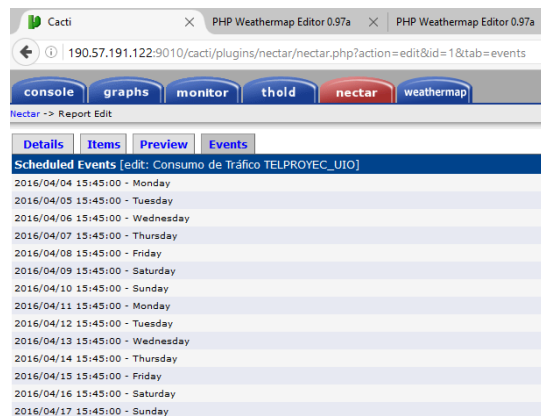 Cacti PHP Weathermap Editor 0.97a PHP Weathermap Editor 0.97a
190.57.191.122:9010/cacti/plugins/nectar/nectar.php?action=edit&id=1&tab=events
console graphs monitor thold nectar weathermap
Nectar -> Report Edit
Details Items Preview Events
Scheduled Events [edit: Consumo de Tráfico TELPROYEC_UIO]
2016/04/04 15:45:00 - Monday
2016/04/05 15:45:00 - Tuesday
2016/04/06 15:45:00 - Wednesday
2016/04/07 15:45:00 - Thursday
2016/04/08 15:45:00 - Friday
2016/04/09 15:45:00 - Saturday
2016/04/10 15:45:00 - Sunday
2016/04/11 15:45:00 - Monday
2016/04/12 15:45:00 - Tuesday
2016/04/13 15:45:00 - Wednesday
2016/04/14 15:45:00 - Thursday
2016/04/15 15:45:00 - Friday
2016/04/16 15:45:00 - Saturday
2016/04/17 15:45:00 - Sunday